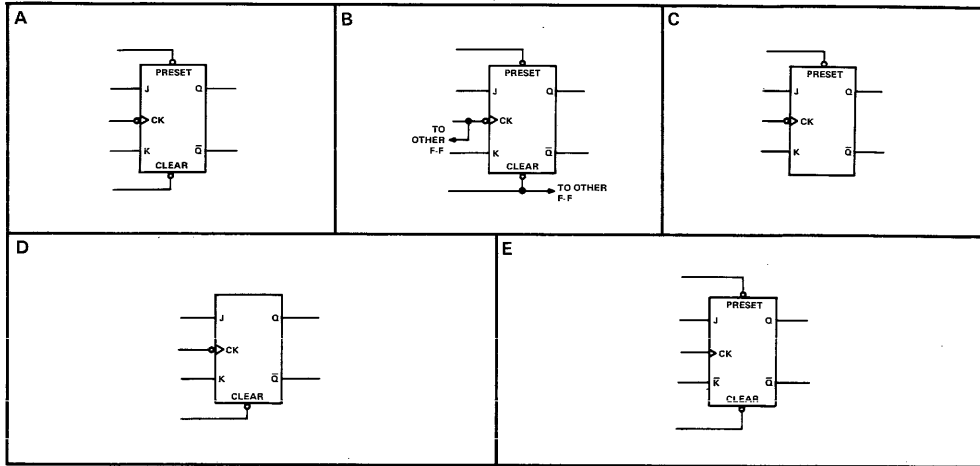 A
PRESET
J Q
CK
K Q̅
CLEAR
B
PRESET
J Q
CK
TO
OTHER
F-F
K Q̅
CLEAR
TO OTHER
F-F
C
PRESET
J Q
CK
K Q̅
D
J Q
CK
K Q̅
CLEAR
E
PRESET
J Q
CK
K̅ Q̅
CLEAR